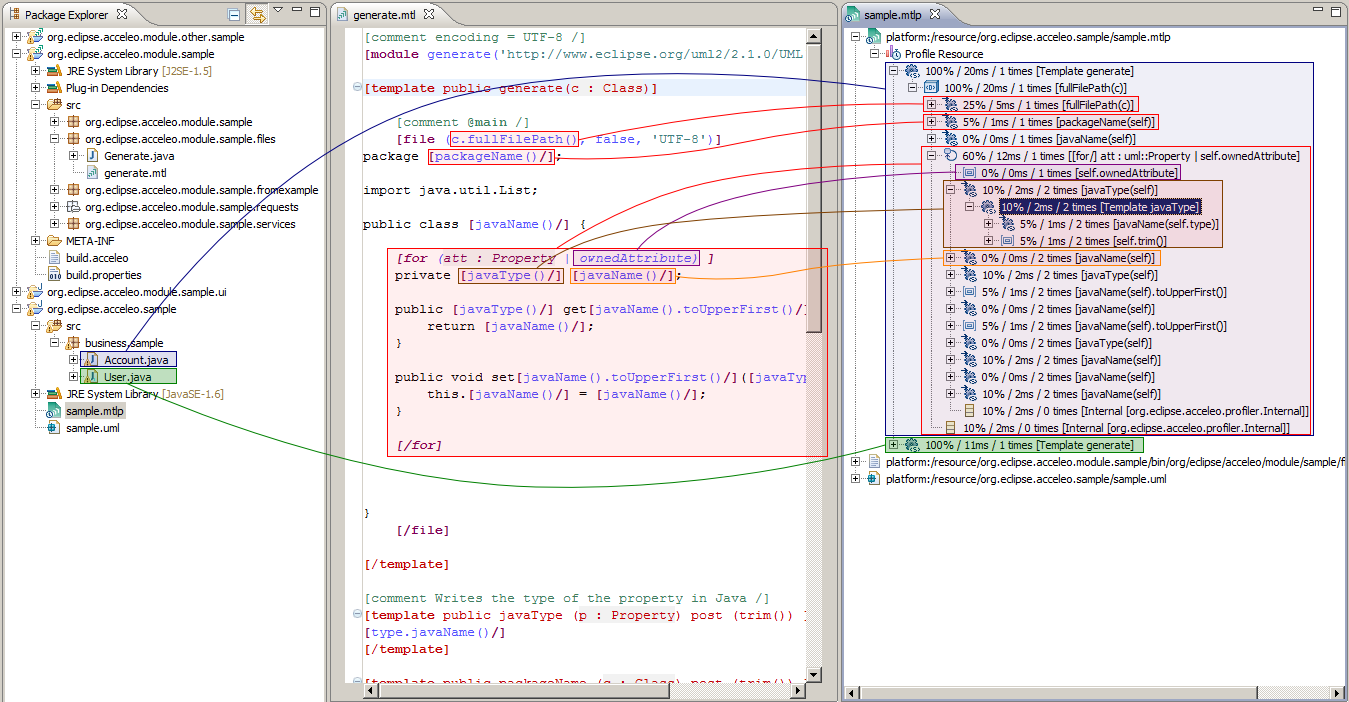 Package Explorer
org.eclipse.acceleo.module.other.sample
org.eclipse.acceleo.module.sample
JRE System Library [J2SE-1.5]
Plug-in Dependencies
src
org.eclipse.acceleo.module.sample
org.eclipse.acceleo.module.sample.files
Generate.java
generate.mtl
org.eclipse.acceleo.module.sample.fromexample
org.eclipse.acceleo.module.sample.requests
org.eclipse.acceleo.module.sample.services
META-INF
build.acceleo
build.properties
org.eclipse.acceleo.module.sample.ui
org.eclipse.acceleo.sample
src
business.sample
Account.java
User.java
JRE System Library [JavaSE-1.6]
sample.mtlp
sample.uml
generate.mtl
[comment encoding = UTF-8 /]
[module generate('http://www.eclipse.org/uml2/2.1.0/UML
[template public generate(c : Class)]
[comment @main /]
[file (c.fullFilePath(), false, 'UTF-8')]
package [packageName()/];
import java.util.List;
public class [javaName()/] {
[for (att : Property | ownedAttribute) ]
private [javaType()/] [javaName()/];
public [javaType()/] get[javaName().toUpperFirst()/]
return [javaName()/];
}
public void set[javaName().toUpperFirst()/]([javaTyp
this.[javaName()/] = [javaName()/];
}
[/for]
}
[/file]
[/template]
[comment Writes the type of the property in Java /]
[template public javaType (p : Property) post (trim()) ]
[type.javaName()/]
[/template]
[template public packageName (c : Class) post (trim())
sample.mtlp
platform:/resource/org.eclipse.acceleo.sample/sample.mtlp
Profile Resource
100% / 20ms / 1 times [Template generate]
100% / 20ms / 1 times [fullFilePath(c)]
25% / 5ms / 1 times [fullFilePath(c)]
5% / 1ms / 1 times [packageName(self)]
0% / 0ms / 1 times [javaName(self)]
60% / 12ms / 1 times [[for/] att : uml::Property | self.ownedAttribute]
0% / 0ms / 1 times [self.ownedAttribute]
10% / 2ms / 2 times [javaType(self)]
10% / 2ms / 2 times [Template javaType]
5% / 1ms / 2 times [javaName(self.type)]
5% / 1ms / 2 times [self.trim()]
0% / 0ms / 2 times [javaName(self)]
10% / 2ms / 2 times [javaType(self)]
5% / 1ms / 2 times [javaName(self).toUpperFirst()]
0% / 0ms / 2 times [javaName(self)]
5% / 1ms / 2 times [javaName(self).toUpperFirst()]
0% / 0ms / 2 times [javaType(self)]
10% / 2ms / 2 times [javaName(self)]
0% / 0ms / 2 times [javaName(self)]
10% / 2ms / 2 times [javaName(self)]
10% / 2ms / 0 times [Internal [org.eclipse.acceleo.profiler.Internal]]
10% / 2ms / 0 times [Internal [org.eclipse.acceleo.profiler.Internal]]
100% / 11ms / 1 times [Template generate]
platform:/resource/org.eclipse.acceleo.module.sample/bin/org/eclipse/acceleo/module/sample/f
platform:/resource/org.eclipse.acceleo.sample/sample.uml